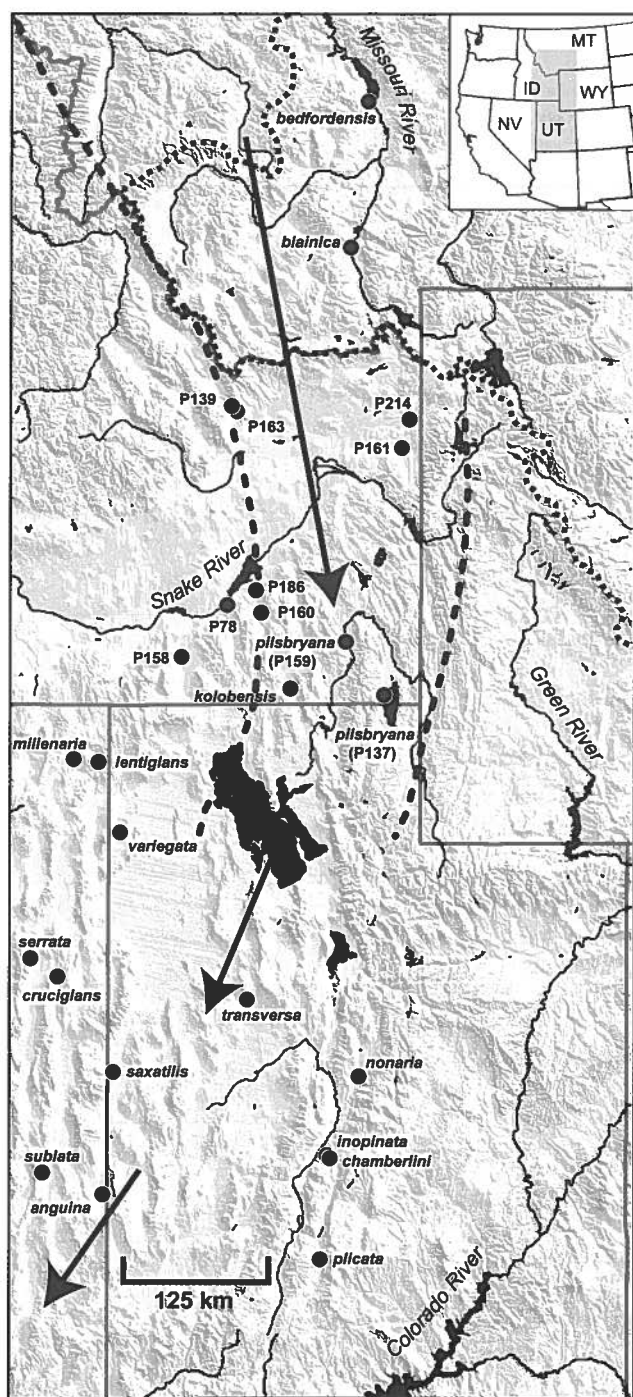 MT
ID
WY
NV
UT
Missouri River
bedfordensis
blainica
P139
P163
P214
P161
Snake River
P186
P78
P160
P158
pilsbryana
(P159)
kolobensis
pilsbryana
(P137)
Green River
millenaria
lentiglans
variegata
serrata
cruciglans
transversa
saxatilis
nonaria
inopinata
chamberlini
sublata
anguina
plicata
125 km
Colorado River